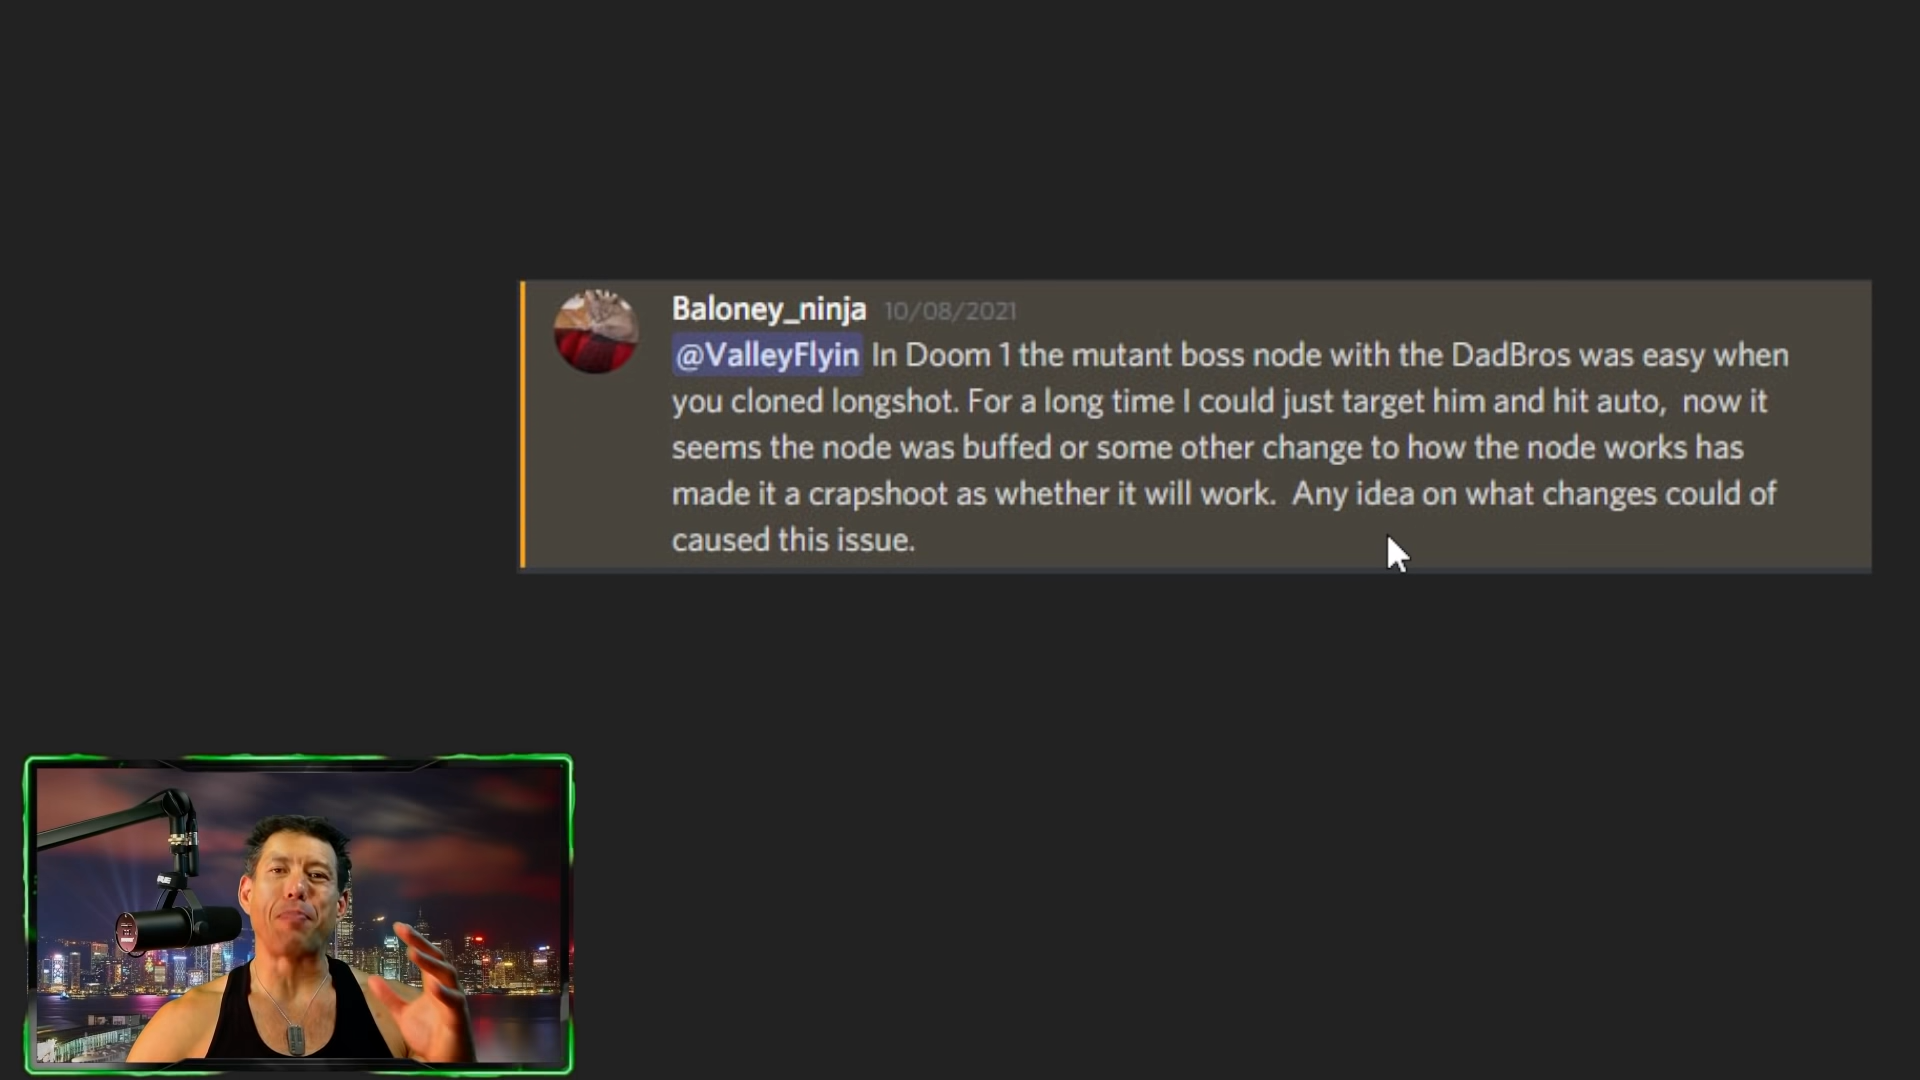 Baloney_ninja 10/08/2021
@ValleyFlyin In Doom 1 the mutant boss node with the DadBros was easy when
you cloned longshot. For a long time I could just target him and hit auto,  now it
seems the node was buffed or some other change to how the node works has
made it a crapshoot as whether it will work.  Any idea on what changes could of
caused this issue.